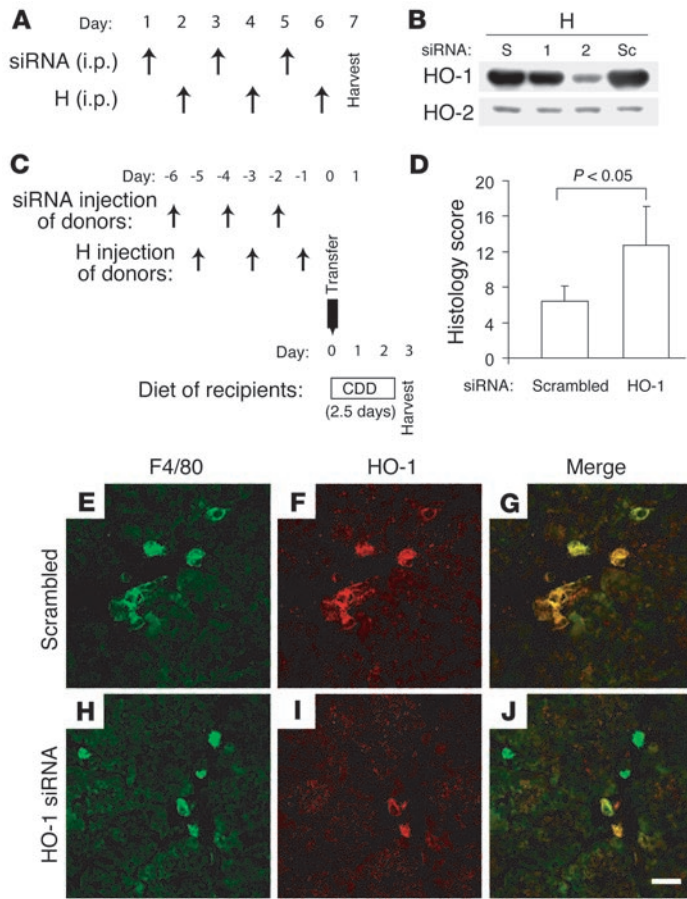 A
Day: 1 2 3 4 5 6 7
siRNA (i.p.)
H (i.p.)
Harvest
B
H
siRNA: S 1 2 Sc
HO-1
HO-2
C
Day: -6 -5 -4 -3 -2 -1 0 1
siRNA injection
of donors:
H injection
of donors:
Transfer
Day: 0 1 2 3
Diet of recipients: CDD
(2.5 days)
Harvest
D
P < 0.05
Histology score
20
16
12
8
4
0
siRNA: Scrambled HO-1
F4/80 HO-1 Merge
Scrambled
E F G
HO-1 siRNA
H I J